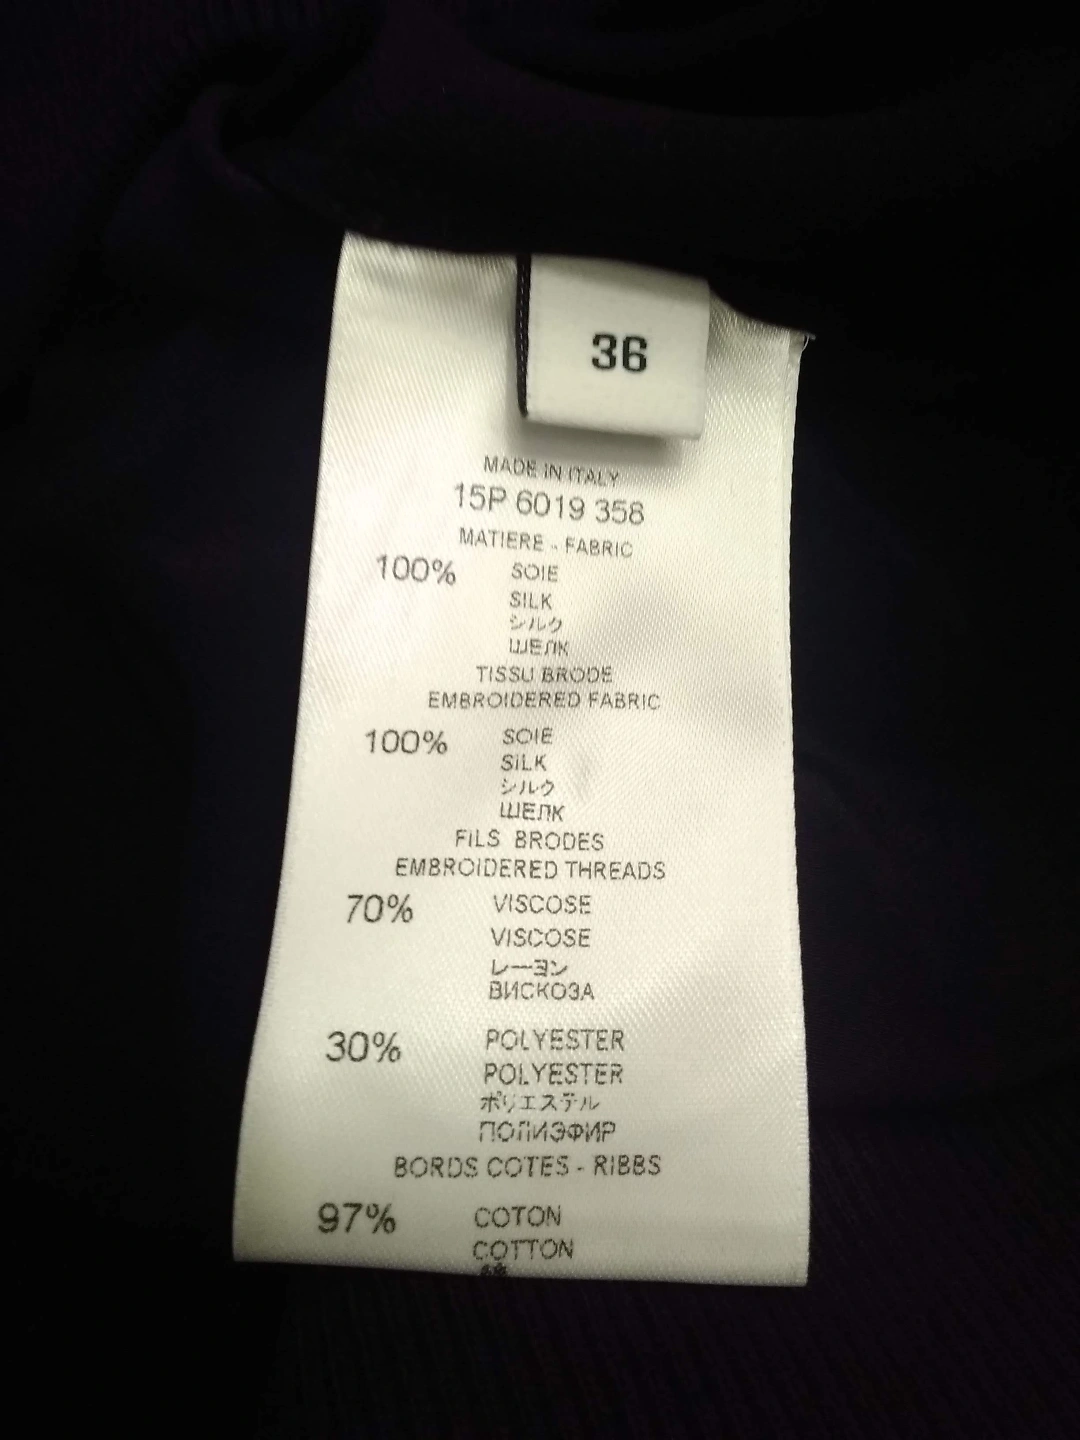 36
MADE IN ITALY
15P 6019 358
MATIERE - FABRIC
100% SOIE
SILK
シルク
ШЕЛК
TISSU BRODE
EMBROIDERED FABRIC
100% SOIE
SILK
シルク
ШЕЛК
FILS BRODES
EMBROIDERED THREADS
70% VISCOSE
VISCOSE
レーヨン
ВИСКОЗА
30% POLYESTER
POLYESTER
ポリエステル
ПОЛИЭФИР
BORDS COTES - RIBBS
97% COTON
COTTON